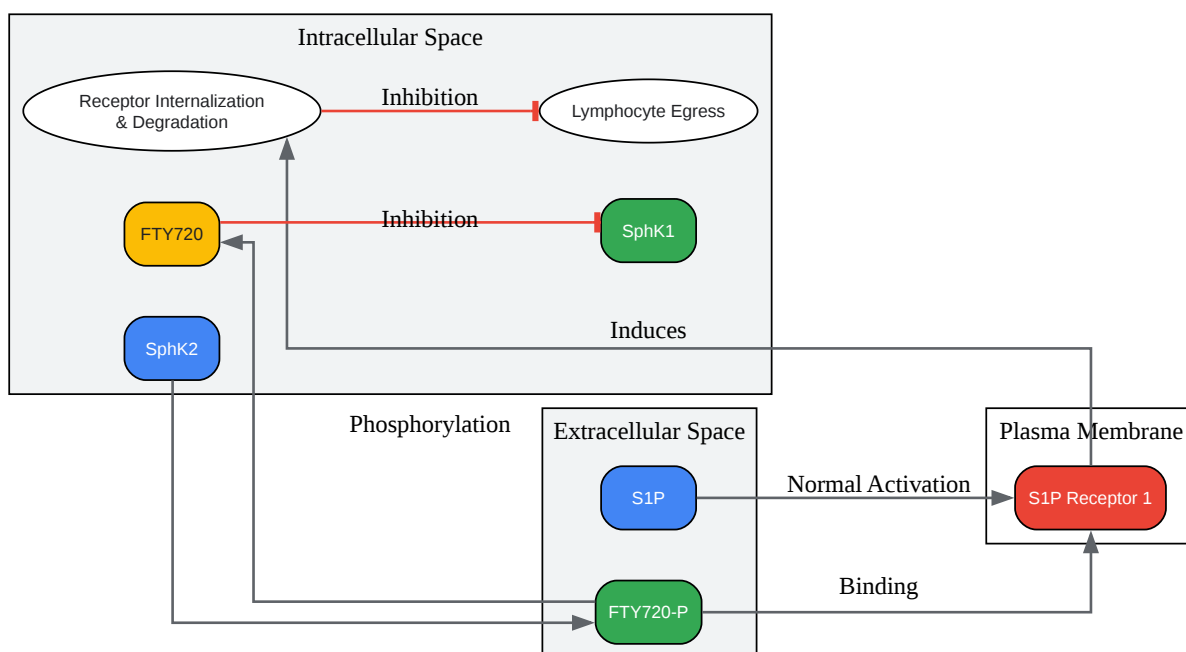 Intracellular Space
Receptor Internalization
& Degradation
Inhibition
Lymphocyte Egress
FTY720
Inhibition
SphK1
SphK2
Induces
Phosphorylation
Extracellular Space
Plasma Membrane
S1P
Normal Activation
S1P Receptor 1
FTY720-P
Binding